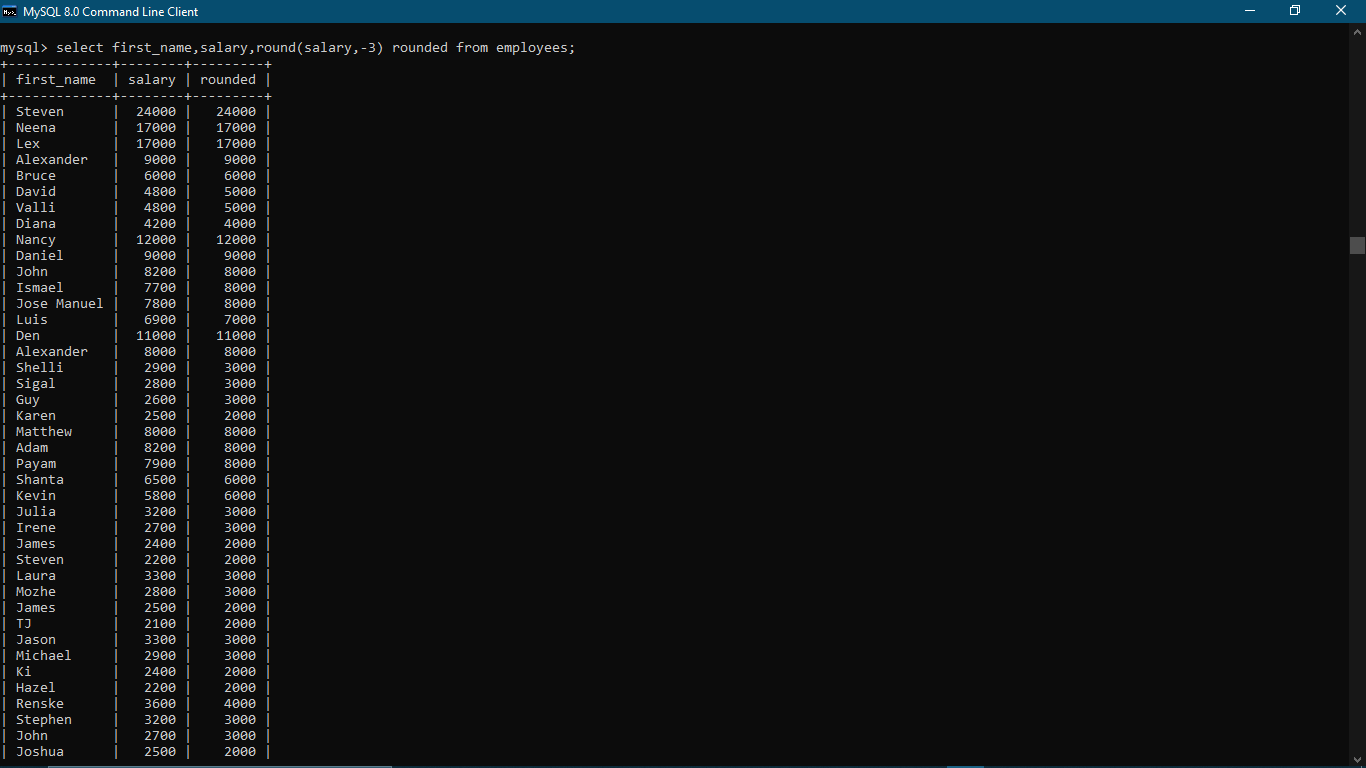 MySQL 8.0 Command Line Client
mysql> select first_name,salary,round(salary,-3) rounded from employees;
+-------------+--------+---------+
| first_name  | salary | rounded |
+-------------+--------+---------+
| Steven      |  24000 |   24000 |
| Neena       |  17000 |   17000 |
| Lex         |  17000 |   17000 |
| Alexander   |   9000 |    9000 |
| Bruce       |   6000 |    6000 |
| David       |   4800 |    5000 |
| Valli       |   4800 |    5000 |
| Diana       |   4200 |    4000 |
| Nancy       |  12000 |   12000 |
| Daniel      |   9000 |    9000 |
| John        |   8200 |    8000 |
| Ismael      |   7700 |    8000 |
| Jose Manuel |   7800 |    8000 |
| Luis        |   6900 |    7000 |
| Den         |  11000 |   11000 |
| Alexander   |   8000 |    8000 |
| Shelli      |   2900 |    3000 |
| Sigal       |   2800 |    3000 |
| Guy         |   2600 |    3000 |
| Karen       |   2500 |    2000 |
| Matthew     |   8000 |    8000 |
| Adam        |   8200 |    8000 |
| Payam       |   7900 |    8000 |
| Shanta      |   6500 |    6000 |
| Kevin       |   5800 |    6000 |
| Julia       |   3200 |    3000 |
| Irene       |   2700 |    3000 |
| James       |   2400 |    2000 |
| Steven      |   2200 |    2000 |
| Laura       |   3300 |    3000 |
| Mozhe       |   2800 |    3000 |
| James       |   2500 |    2000 |
| TJ          |   2100 |    2000 |
| Jason       |   3300 |    3000 |
| Michael     |   2900 |    3000 |
| Ki          |   2400 |    2000 |
| Hazel       |   2200 |    2000 |
| Renske      |   3600 |    4000 |
| Stephen     |   3200 |    3000 |
| John        |   2700 |    3000 |
| Joshua      |   2500 |    2000 |